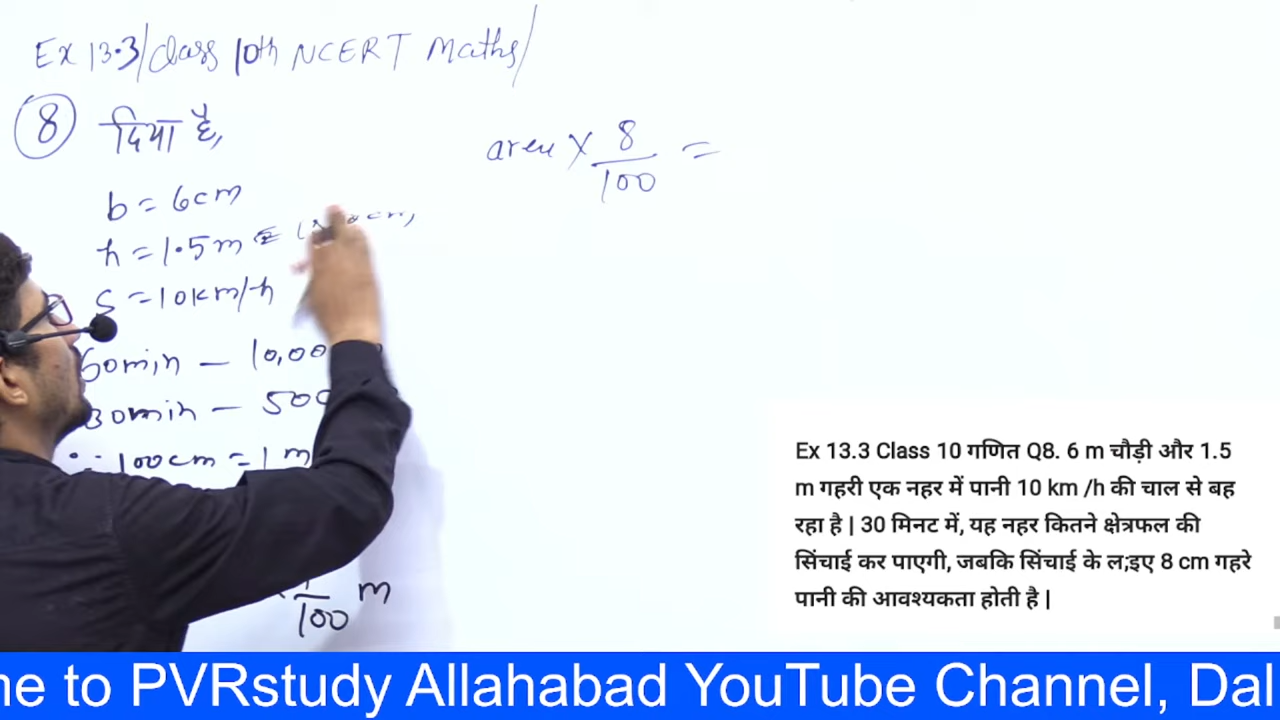 Ex 13.3/Class 10th NCERT Maths/
8 दिया है,
b = 6cm
h = 1.5m =
S = 10km/h
60min — 10,00
30min — 500
∵ 100cm = 1m
1/100 m
area × 8/100 =
Ex 13.3 Class 10 गणित Q8. 6 m चौड़ी और 1.5
m गहरी एक नहर में पानी 10 km /h की चाल से बह
रहा है | 30 मिनट में, यह नहर कितने क्षेत्रफल की
सिंचाई कर पाएगी, जबकि सिंचाई के ल;इए 8 cm गहरे
पानी की आवश्यकता होती है |
ne to PVRstudy Allahabad YouTube Channel, Dal